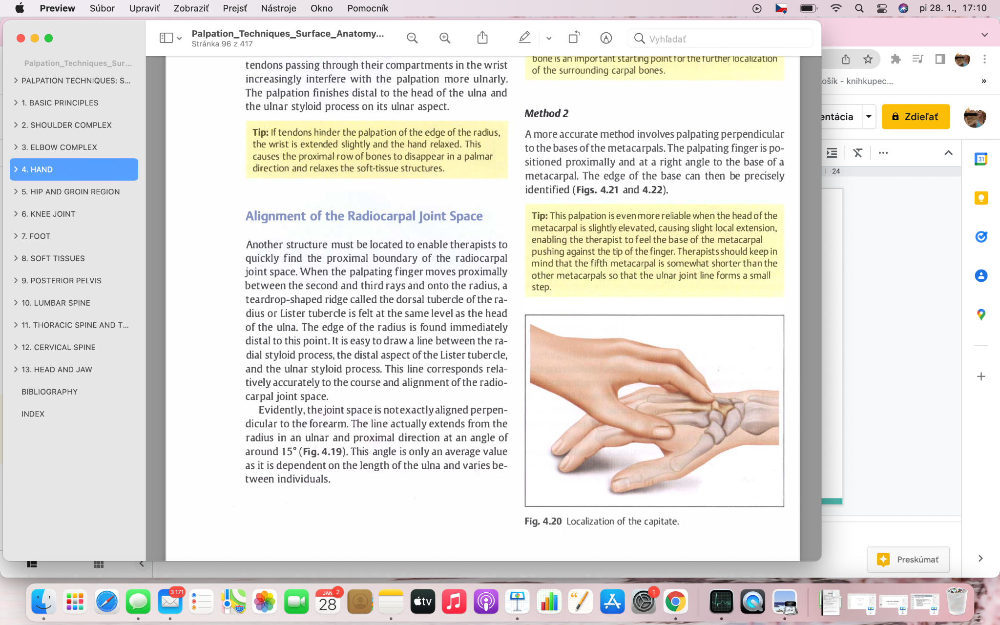 Preview Súbor Upraviť Zobraziť Prejsť Nástroje Okno Pomocník
pi 28. 1., 17:10
Palpation_Techniques_Surface_Anatomy...
Stránka 96 z 417
Vyhľadať
Palpation_Techniques_Sur...
PALPATION TECHNIQUES: S...
1. BASIC PRINCIPLES
2. SHOULDER COMPLEX
3. ELBOW COMPLEX
4. HAND
5. HIP AND GROIN REGION
6. KNEE JOINT
7. FOOT
8. SOFT TISSUES
9. POSTERIOR PELVIS
10. LUMBAR SPINE
11. THORACIC SPINE AND T...
12. CERVICAL SPINE
13. HEAD AND JAW
BIBLIOGRAPHY
INDEX
tendons passing through their compartments in the wrist
increasingly interfere with the palpation more ulnarly.
The palpation finishes distal to the head of the ulna and
the ulnar styloid process on its ulnar aspect.
Tip: If tendons hinder the palpation of the edge of the radius,
the wrist is extended slightly and the hand relaxed. This
causes the proximal row of bones to disappear in a palmar
direction and relaxes the soft-tissue structures.
Alignment of the Radiocarpal Joint Space
Another structure must be located to enable therapists to
quickly find the proximal boundary of the radiocarpal
joint space. When the palpating finger moves proximally
between the second and third rays and onto the radius, a
teardrop-shaped ridge called the dorsal tubercle of the ra-
dius or Lister tubercle is felt at the same level as the head
of the ulna. The edge of the radius is found immediately
distal to this point. It is easy to draw a line between the ra-
dial styloid process, the distal aspect of the Lister tubercle,
and the ulnar styloid process. This line corresponds rela-
tively accurately to the course and alignment of the radio-
carpal joint space.
Evidently, the joint space is not exactly aligned perpen-
dicular to the forearm. The line actually extends from the
radius in an ulnar and proximal direction at an angle of
around 15° (Fig. 4.19). This angle is only an average value
as it is dependent on the length of the ulna and varies be-
tween individuals.
bone is an important starting point for the further localization
of the surrounding carpal bones.
Method 2
A more accurate method involves palpating perpendicular
to the bases of the metacarpals. The palpating finger is po-
sitioned proximally and at a right angle to the base of a
metacarpal. The edge of the base can then be precisely
identified (Figs. 4.21 and 4.22).
Tip: This palpation is even more reliable when the head of the
metacarpal is slightly elevated, causing slight local extension,
enabling the therapist to feel the base of the metacarpal
pushing against the tip of the finger. Therapists should keep in
mind that the fifth metacarpal is somewhat shorter than the
other metacarpals so that the ulnar joint line forms a small
step.
Fig. 4.20 Localization of the capitate.
ošík - knihkupec...
»
entácia
Zdieľať
24
31
Preskúmať
3 171
280
JAN 2
28
tv
1